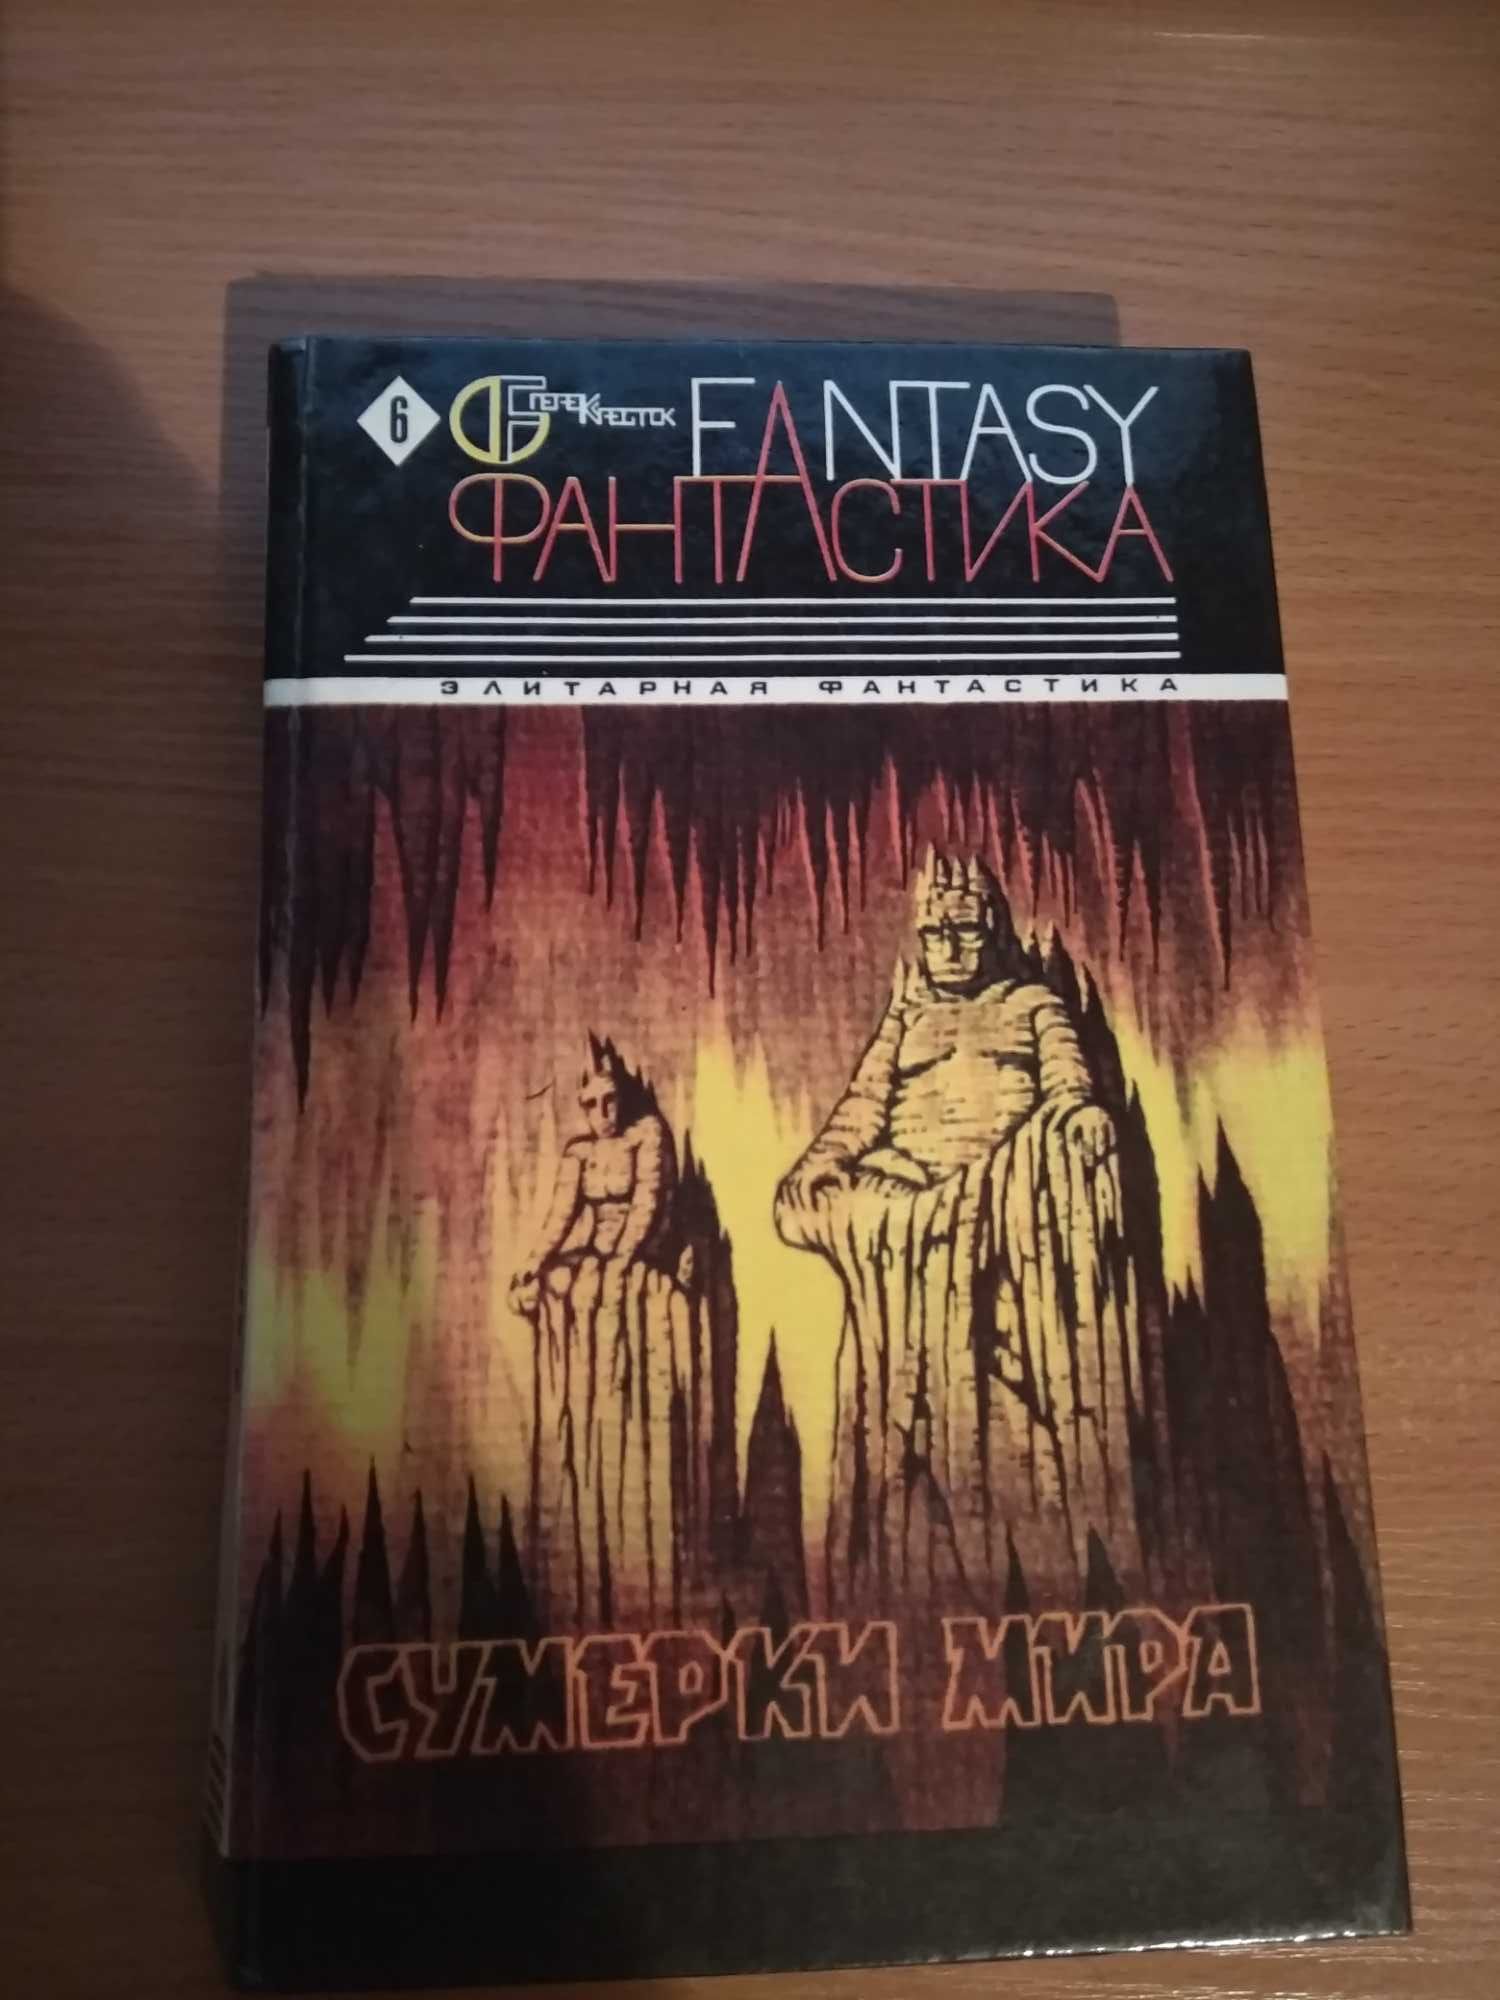 6 ПЕРЕКРЕСТОК FANTASY
ФАНТАСТИКА
ЭЛИТАРНАЯ ФАНТАСТИКА
СУМЕРКИ МИРА